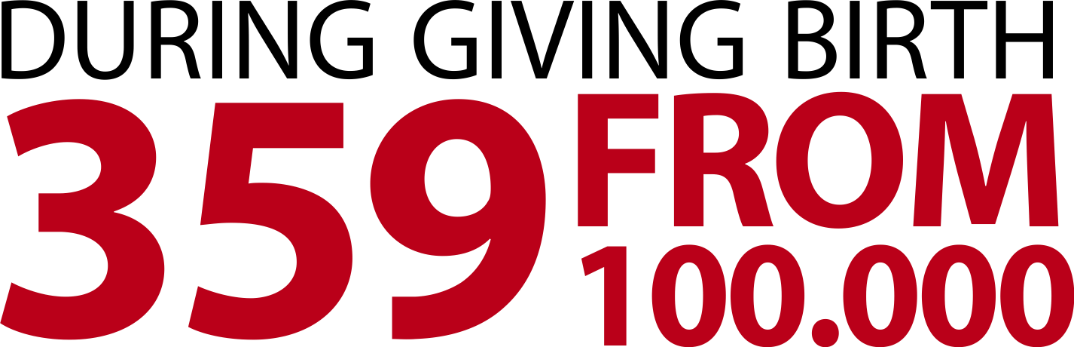 DURING GIVING BIRTH
359 FROM
100.000